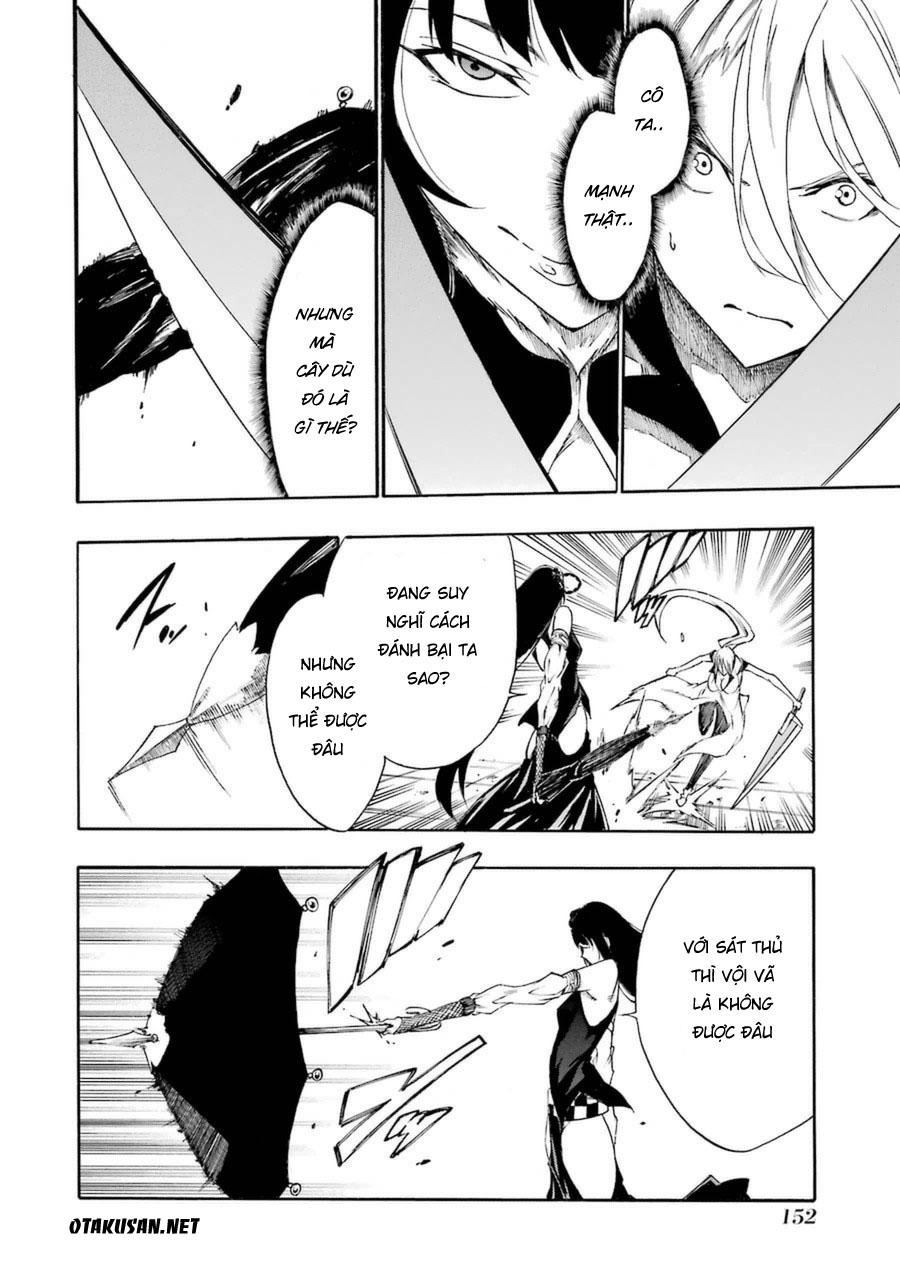 CÔ
TA..
MẠNH
THẬT..
NHƯNG
MÀ
CÂY DÙ
ĐÓ LÀ
GÌ THẾ?
ĐANG SUY
NGHĨ CÁCH
ĐÁNH BẠI TA
SAO?
NHƯNG
KHÔNG
THỂ ĐƯỢC
ĐÂU
VỚI SÁT THỦ
THÌ VỘI VÃ
LÀ KHÔNG
ĐƯỢC ĐÂU
152
OTAKUSAN.NET